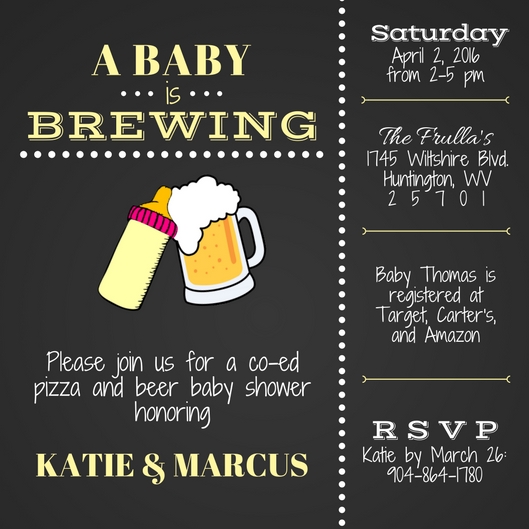 A BABY
is
BREWING
Please join us for a co-ed
pizza and beer baby shower
honoring
KATIE & MARCUS
Saturday
April 2, 2016
from 2-5 pm
The Frulla's
1745 Wiltshire Blvd.
Huntington, WV
2 5 7 0 1
Baby Thomas is
registered at
Target, Carter's,
and Amazon
RSVP
Katie by March 26:
904-864-1780